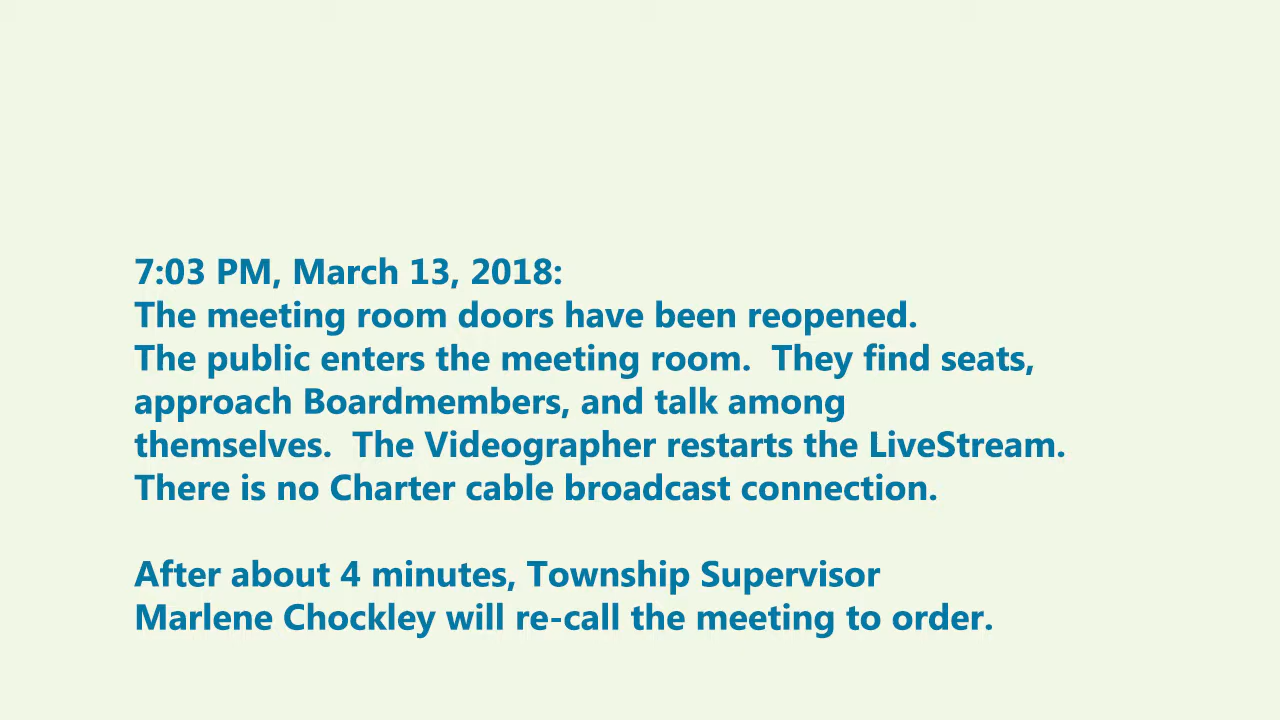 7:03 PM, March 13, 2018:
The meeting room doors have been reopened.
The public enters the meeting room.  They find seats,
approach Boardmembers, and talk among
themselves.  The Videographer restarts the LiveStream.
There is no Charter cable broadcast connection.

After about 4 minutes, Township Supervisor
Marlene Chockley will re-call the meeting to order.